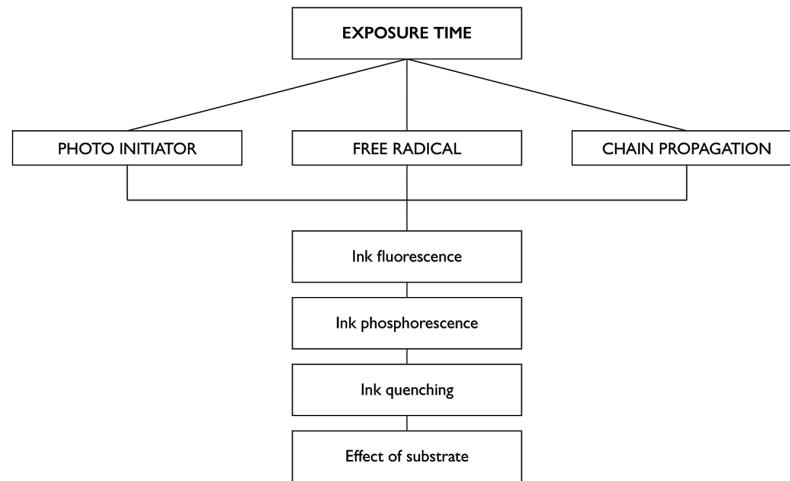 EXPOSURE TIME
PHOTO INITIATOR
FREE RADICAL
CHAIN PROPAGATION
Ink fluorescence
Ink phosphorescence
Ink quenching
Effect of substrate